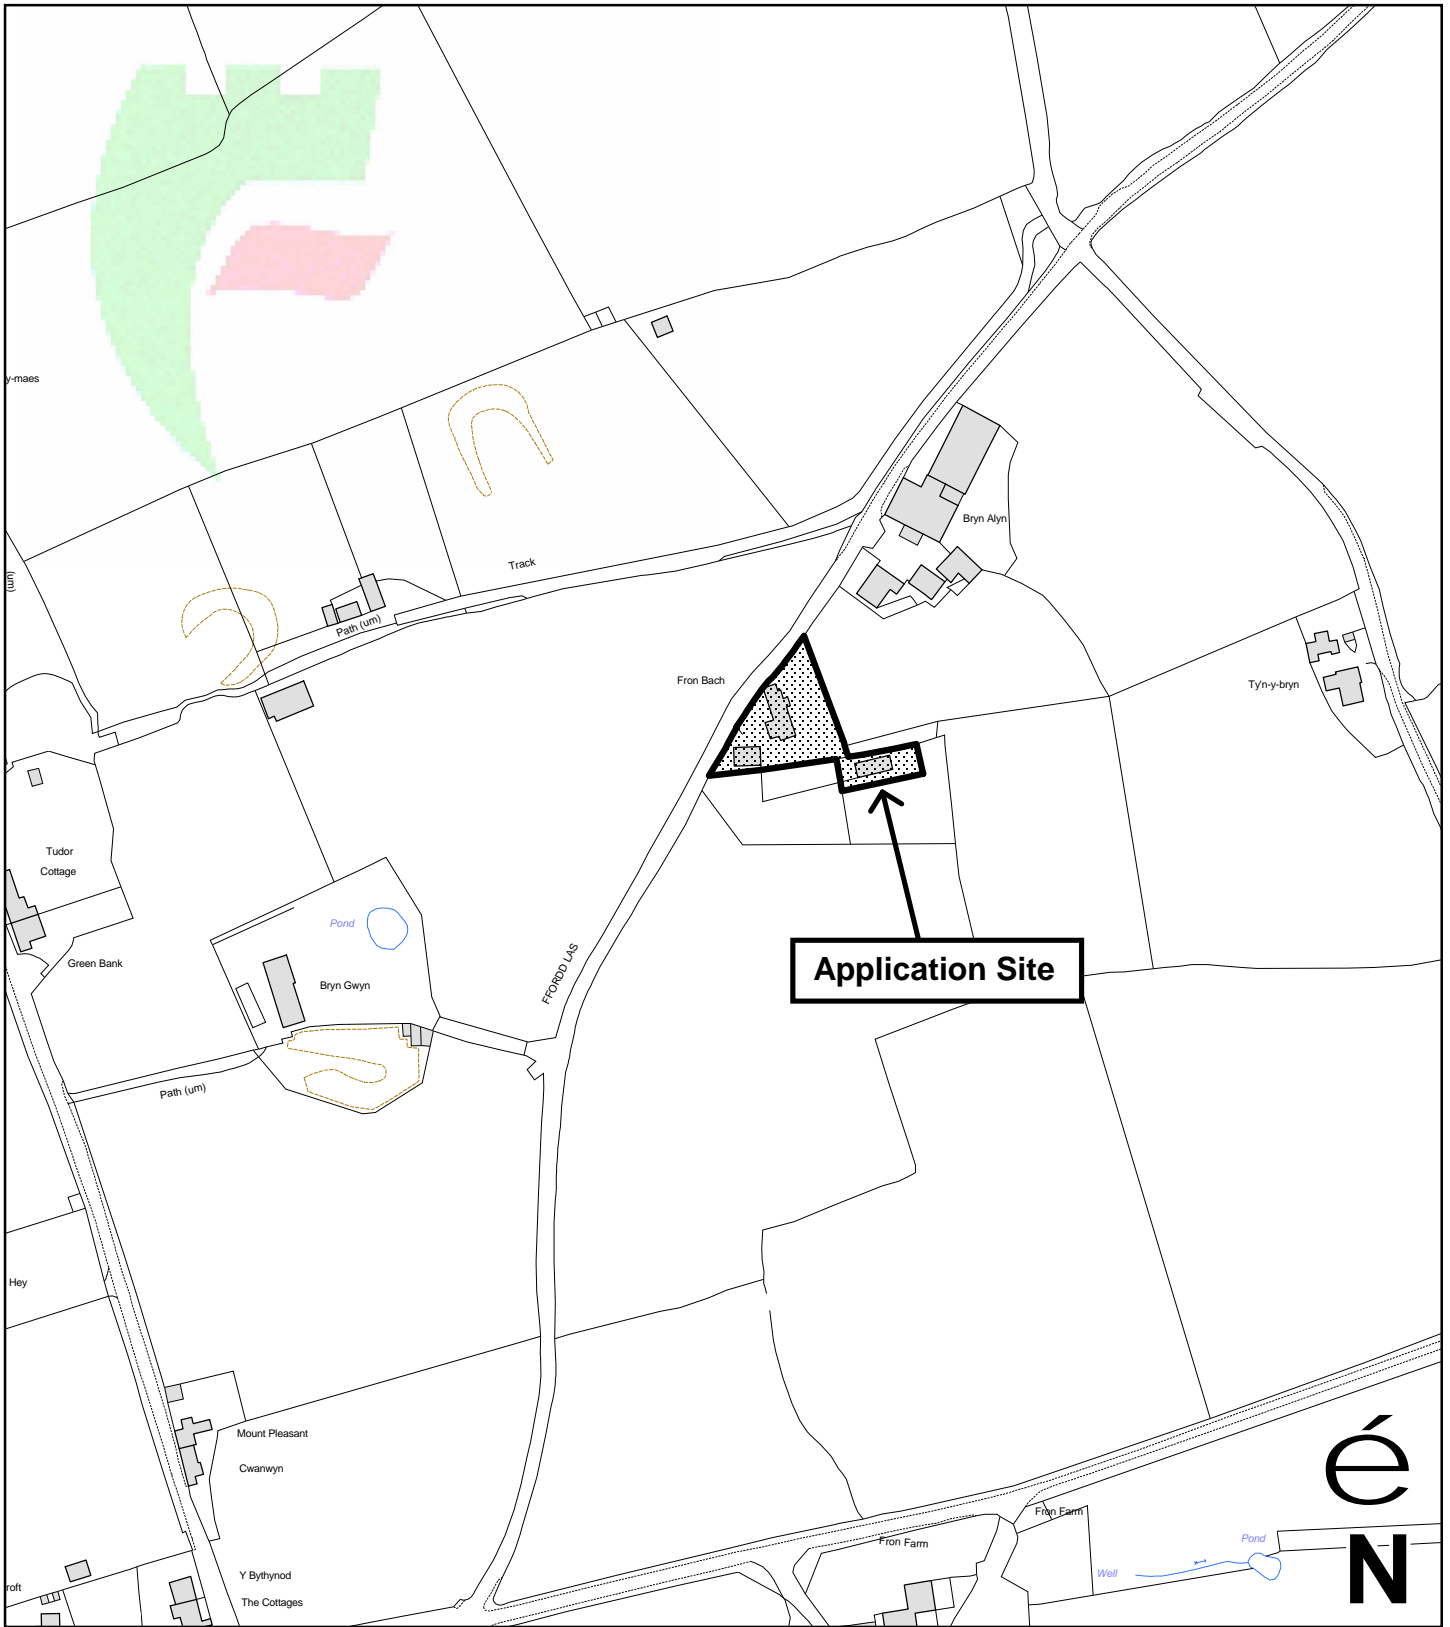 y-maes
(um)
Track
Path (um)
Bryn Alyn
Fron Bach
Ty'n-y-bryn
Tudor
Cottage
Pond
Green Bank
Bryn Gwyn
FFORDD LAS
Application Site
Path (um)
Hey
Mount Pleasant
Cwanwyn
Fron Farm
Fron Farm
Pond
Well
Y Bythynod
The Cottages
roft
é
N